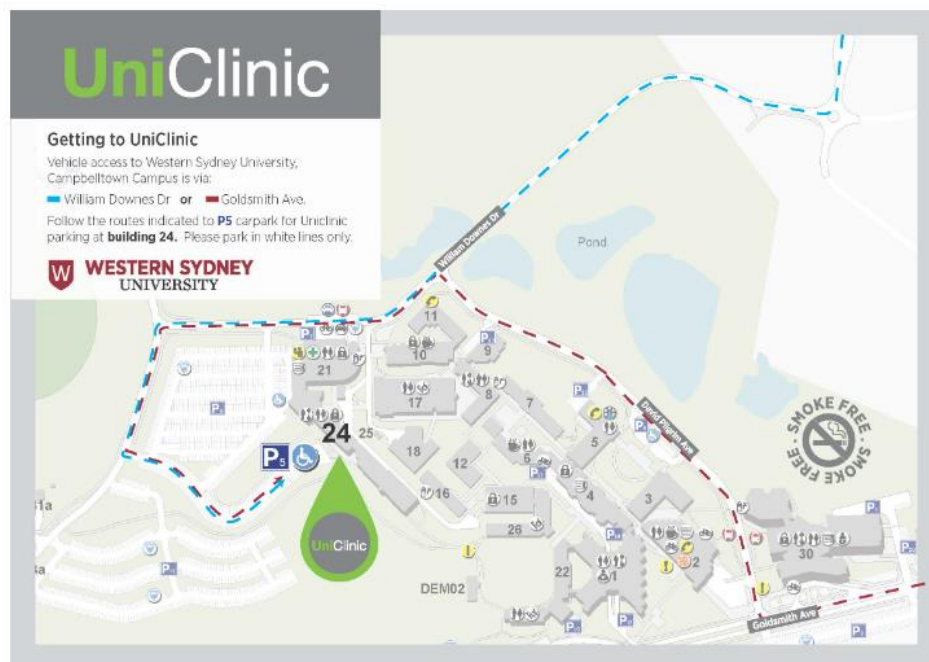 UniClinic
Getting to UniClinic
Vehicle access to Western Sydney University,
Campbelltown Campus is via:
William Downes Dr or Goldsmith Ave.
Follow the routes indicated to P5 carpark for Uniclinic
parking at building 24. Please park in white lines only.
W WESTERN SYDNEY
UNIVERSITY
William Downes Dr
Pond
11
10
9
21
17
8
7
David Pilgrim Ave
SMOKE FREE · SMOKE FREE ·
24
25
5
P5
18
12
6
16
15
4
3
26
UniClinic
22
1
2
30
DEM02
Goldsmith Ave